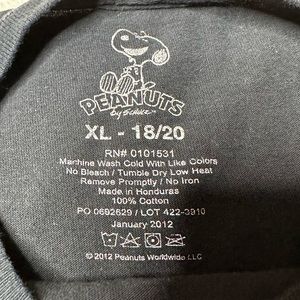 PEANUTS
by Schulz
XL - 18/20
RN# 0101531
Machine Wash Cold With Like Colors
No Bleach / Tumble Dry Low Heat
Remove Promptly / No Iron
Made in Honduras
100% Cotton
PO 0692629 / LOT 422-3910
January 2012
© 2012 Peanuts Worldwide LLC